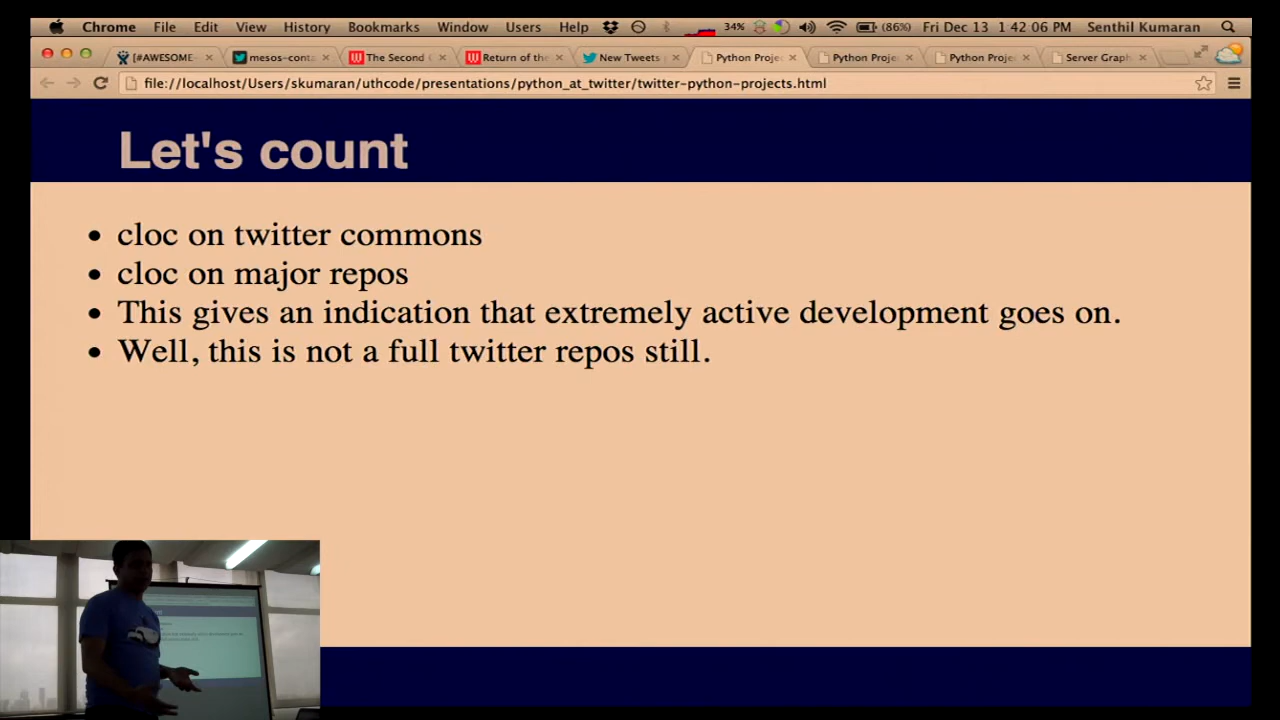 Chrome File Edit View History Bookmarks Window Users Help 34% (86%) Fri Dec 13 1:42:06 PM Senthil Kumaran
[#AWESOME- mesos-conta The Second C Return of the New Tweets Python Proje Python Proje Python Proje Server Graph
file://localhost/Users/skumaran/uthcode/presentations/python_at_twitter/twitter-python-projects.html
Let's count
• cloc on twitter commons
• cloc on major repos
• This gives an indication that extremely active development goes on.
• Well, this is not a full twitter repos still.